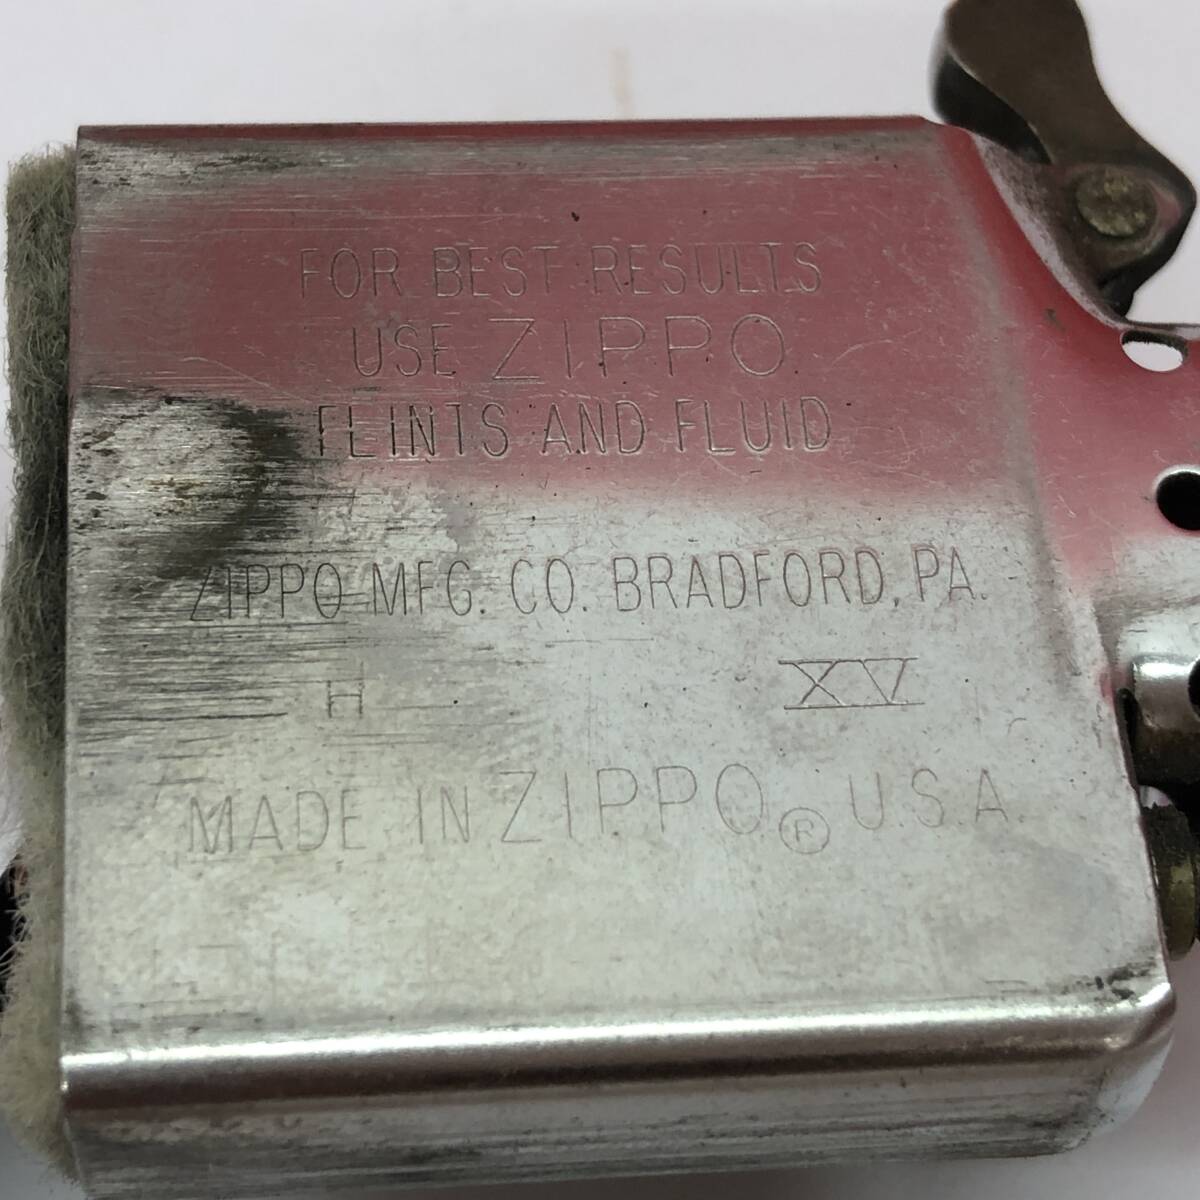 FOR BEST RESULTS
USE ZIPPO
FLINTS AND FLUID
ZIPPO MFG. CO. BRADFORD, PA.
H XV
MADE IN ZIPPO® U.S.A.